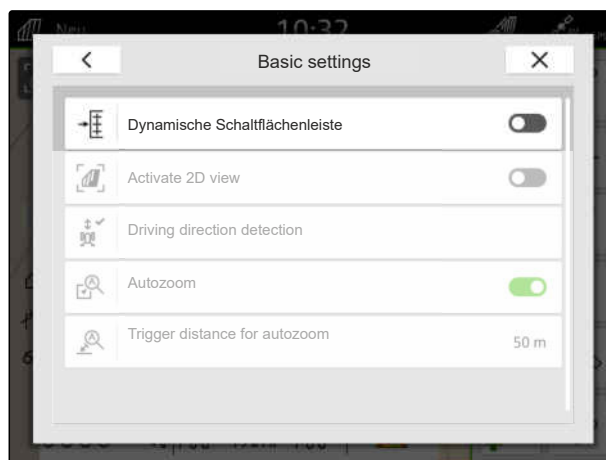 Neu
10:32
Basic settings
Dynamische Schaltflächenleiste
Activate 2D view
Driving direction detection
Autozoom
Trigger distance for autozoom
50 m